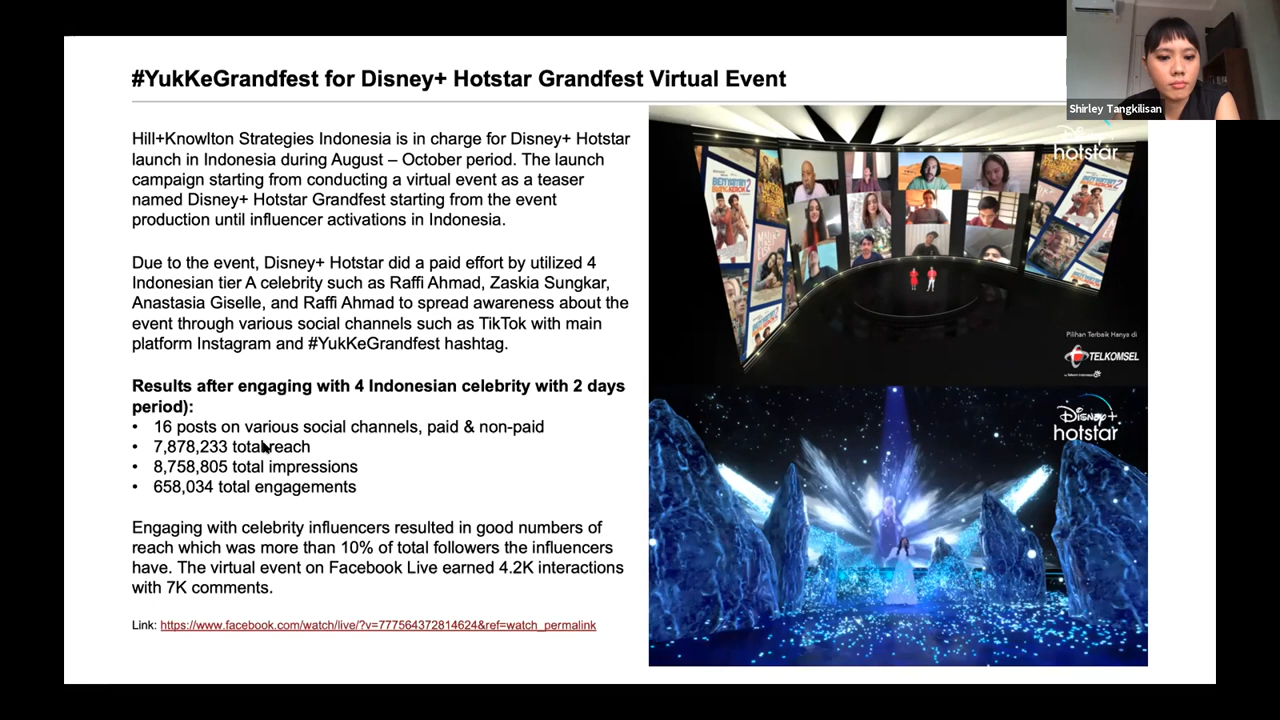 #YukKeGrandfest for Disney+ Hotstar Grandfest Virtual Event
Shirley Tangkilisan
Hill+Knowlton Strategies Indonesia is in charge for Disney+ Hotstar
launch in Indonesia during August – October period. The launch
campaign starting from conducting a virtual event as a teaser
named Disney+ Hotstar Grandfest starting from the event
production until influencer activations in Indonesia.
Due to the event, Disney+ Hotstar did a paid effort by utilized 4
Indonesian tier A celebrity such as Raffi Ahmad, Zaskia Sungkar,
Anastasia Giselle, and Raffi Ahmad to spread awareness about the
event through various social channels such as TikTok with main
platform Instagram and #YukKeGrandfest hashtag.
Results after engaging with 4 Indonesian celebrity with 2 days
period):
• 16 posts on various social channels, paid & non-paid
• 7,878,233 total reach
• 8,758,805 total impressions
• 658,034 total engagements
Engaging with celebrity influencers resulted in good numbers of
reach which was more than 10% of total followers the influencers
have. The virtual event on Facebook Live earned 4.2K interactions
with 7K comments.
Link: https://www.facebook.com/watch/live/?v=777564372814624&ref=watch_permalink
Disney+
hotstar
Pilihan Terbaik Hanya di
TELKOMSEL
Disney+
hotstar